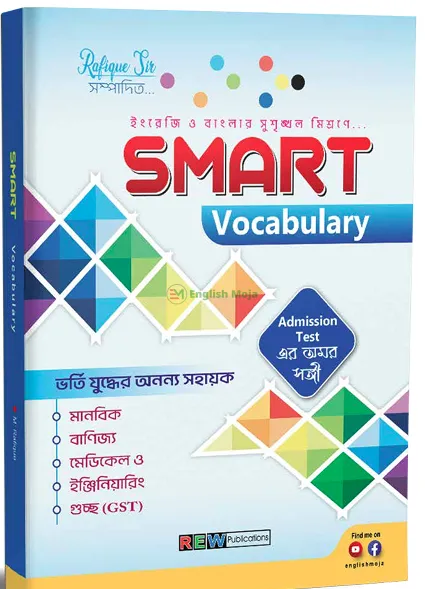 Rafique Sir
সম্পাদিত...
ইংরেজি ও বাংলার সুশৃঙ্খল মিশ্রণে...
SMART
Vocabulary
English Moja
Admission
Test
এর অমর
সঙ্গী
ভর্তি যুদ্ধের অনন্য সহায়ক
মানবিক
বাণিজ্য
মেডিকেল ও
ইঞ্জিনিয়ারিং
গুচ্ছ (GST)
REW Publications
Find me on
englishmoja
SMART
Vocabulary
M. Rafique